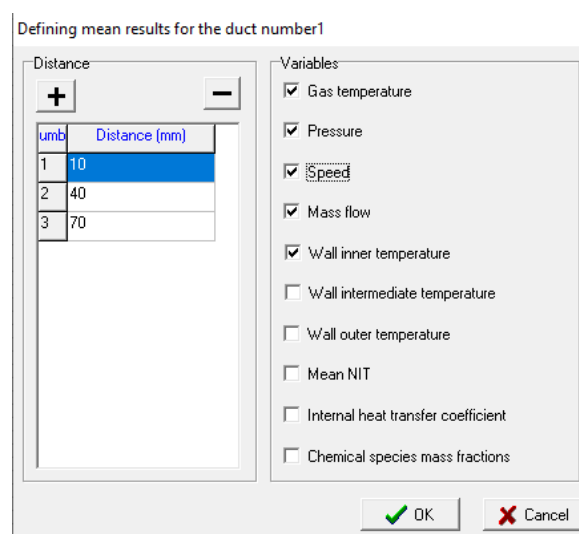 Defining mean results for the duct number1
Distance
+
−
umb Distance (mm)
1 10
2 40
3 70
Variables
Gas temperature
Pressure
Speed
Mass flow
Wall inner temperature
Wall intermediate temperature
Wall outer temperature
Mean NIT
Internal heat transfer coefficient
Chemical species mass fractions
OK
Cancel